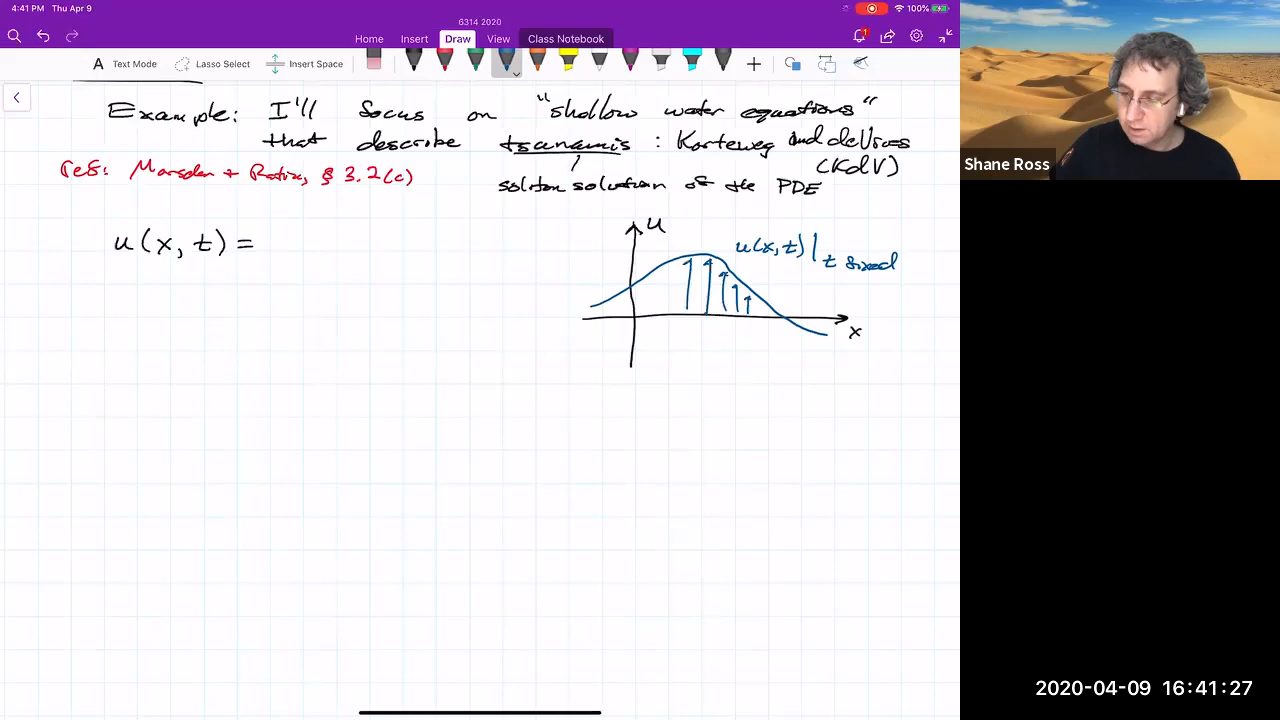 4:41 PM Thu Apr 9
100%
6314 2020
Home Insert Draw View Class Notebook
1
A Text Mode Lasso Select Insert Space
Example: I'll focus on "shallow water equations"
that describe tsunamis : Korteweg and deVries
(KdV)
ref: Marsden + Ratiu, § 3.2(c)
soliton solution of the PDE
u(x, t) =
u
u(x, t)|t fixed
x
Shane Ross
2020-04-09 16:41:27